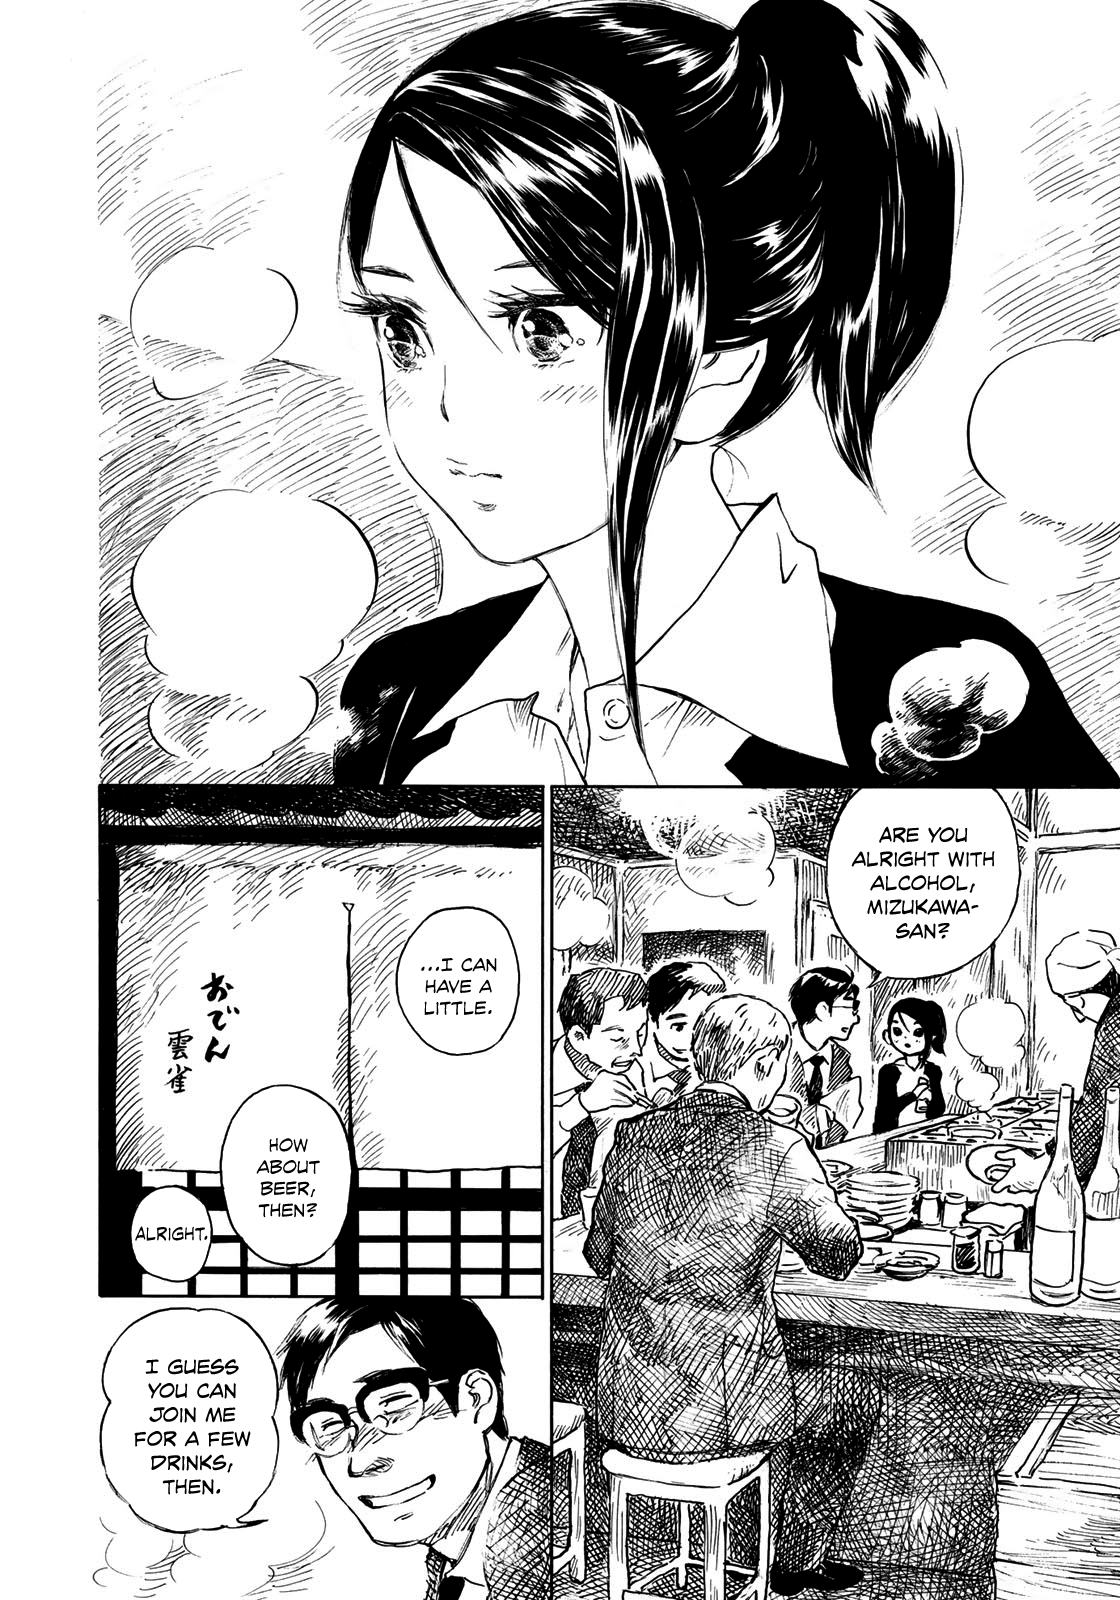 ARE YOU
ALRIGHT WITH
ALCOHOL,
MIZUKAWA-
SAN?
...I CAN
HAVE A
LITTLE.
おでん
雲雀
HOW
ABOUT
BEER,
THEN?
ALRIGHT.
I GUESS
YOU CAN
JOIN ME
FOR A FEW
DRINKS,
THEN.